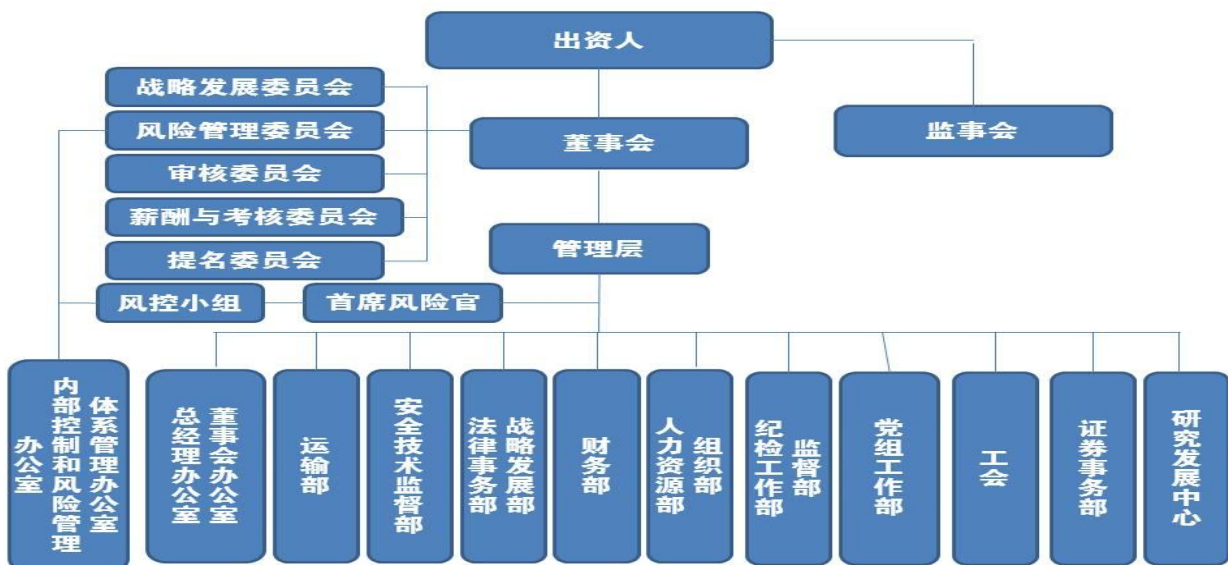 出资人
战略发展委员会
风险管理委员会
董事会
监事会
审核委员会
薪酬与考核委员会
管理层
提名委员会
风控小组
首席风险官
体系管理办公室
内部控制和风险管理
办公室
董事会办公室
总经理办公室
运输部
安全技术监督部
战略发展部
法律事务部
财务部
组织部
人力资源部
监督部
纪检工作部
党组工作部
工会
证券事务部
研究发展中心